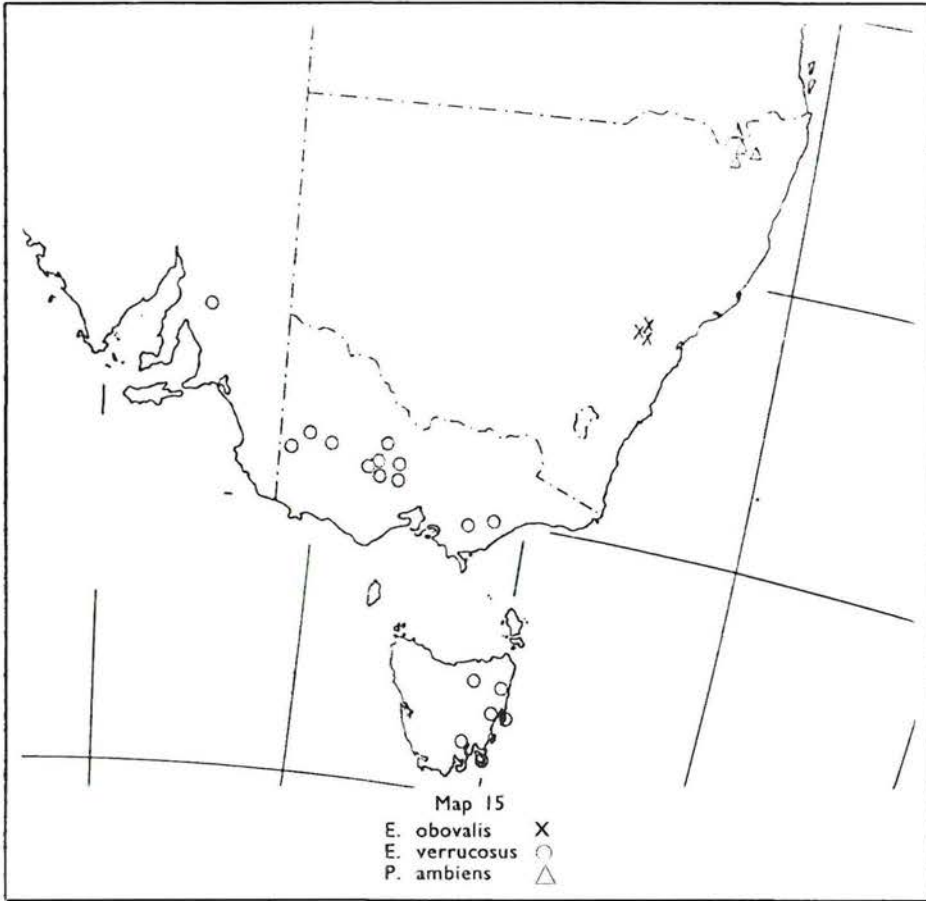 Map 15
E. obovalis X
E. verrucosus ○
P. ambiens △